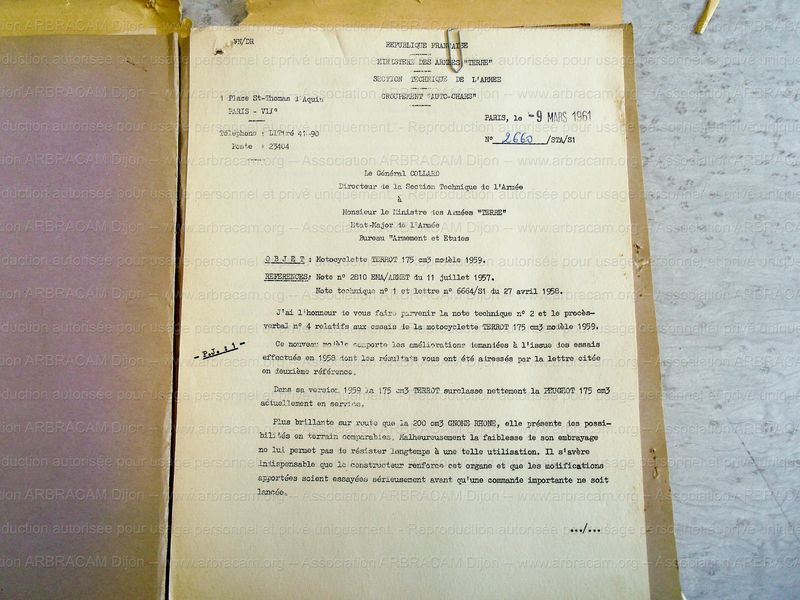 VN/DR
REPUBLIQUE FRANÇAISE
MINISTERE DES ARMEES "TERRE"
SECTION TECHNIQUE DE L'ARMEE
GROUPEMENT "AUTO-CHARS"
1 Place St-Thomas d'Aquin
PARIS - VII°
Téléphone : LITtré 41-90
Poste : 23404
PARIS, le -9 MARS 1961
N° 2660 /STA/S1
Le Général COLLARD
Directeur de la Section Technique de l'Armée
à
Monsieur le Ministre des Armées "TERRE"
Etat-Major de l'Armée
Bureau "Armement et Etudes
OBJET : Motocyclette TERROT 175 cm3 modèle 1959.
REFERENCES: Note n° 2810 EMA/ARMET du 11 juillet 1957.
Note technique n° 1 et lettre n° 6664/S1 du 27 avril 1958.
J'ai l'honneur de vous faire parvenir la note technique n° 2 et le procès-
verbal n° 4 relatifs aux essais de la motocyclette TERROT 175 cm3 modèle 1959.
- P.J. : 1 -
Ce nouveau modèle comporte les améliorations demandées à l'issue des essais
effectués en 1958 dont les résultats vous ont été adressés par la lettre citée
en deuxième référence.
Dans sa version 1959 la 175 cm3 TERROT surclasse nettement la PEUGEOT 175 cm3
actuellement en service.
Plus brillante sur route que la 200 cm3 GNOME RHONE, elle présente des possi-
bilités en terrain comparables. Malheureusement la faiblesse de son embrayage
ne lui permet pas de résister longtemps à une telle utilisation. Il s'avère
indispensable que le constructeur renforce cet organe et que les modifications
apportées soient essayées sérieusement avant qu'une commande importante ne soit
lancée.
.../...